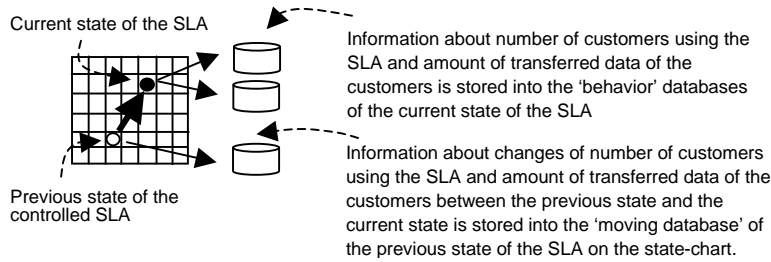 Current state of the SLA
Information about number of customers using the
SLA and amount of transferred data of the
customers is stored into the ‘behavior’ databases
of the current state of the SLA
Information about changes of number of customers
using the SLA and amount of transferred data of the
customers between the previous state and the
current state is stored into the ‘moving database’ of
the previous state of the SLA on the state-chart.
Previous state of the
controlled SLA